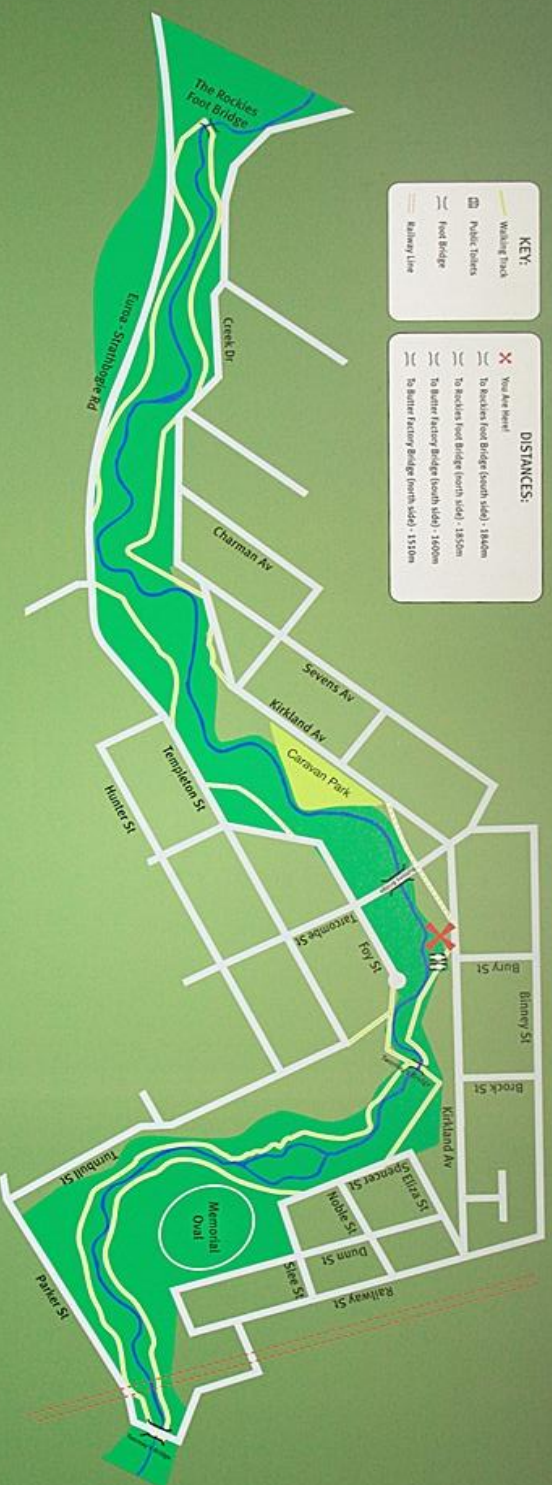 KEY:
Walking Track
Public Toilets
Foot Bridge
Railway Line
DISTANCES:
You Are Here!
To Rockies Foot Bridge (south side) - 1840m
To Rockies Foot Bridge (north side) - 1850m
To Butter Factory Bridge (south side) - 1600m
To Butter Factory Bridge (north side) - 1510m
The Rockies
Foot Bridge
Creek Dr
Euroa - Strathbogie Rd
Charman Av
Sevens Av
Kirkland Av
Caravan Park
Templeton St
Hunter St
Tarcombe St
Foy St
Bury St
Binney St
Brock St
Kirkland Av
Turnbull St
Spencer St
Eliza St
Noble St
Dunn St
Slee St
Railway St
Memorial
Oval
Parker St